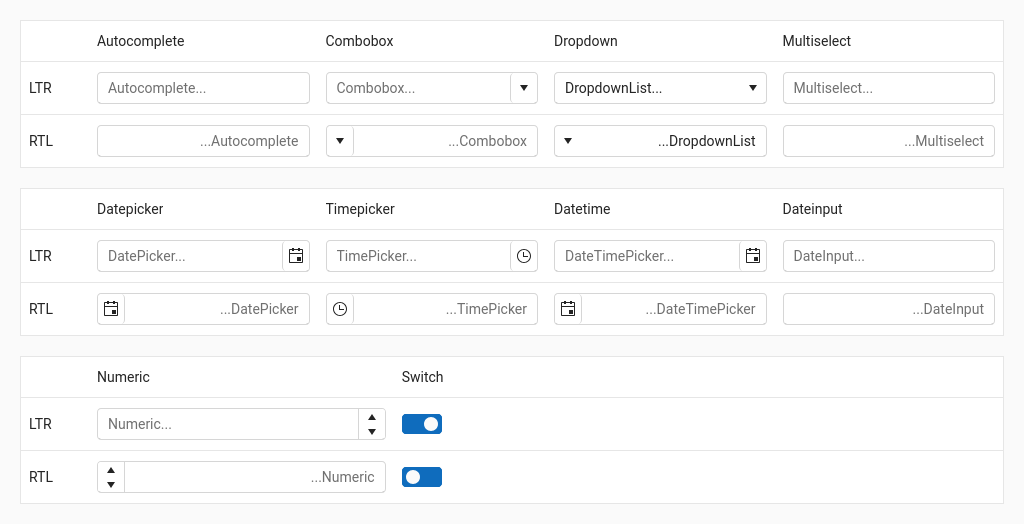 Autocomplete Combobox Dropdown Multiselect
LTR Autocomplete... Combobox... DropdownList... Multiselect...
RTL ...Autocomplete ...Combobox ...DropdownList ...Multiselect
Datepicker Timepicker Datetime Dateinput
LTR DatePicker... TimePicker... DateTimePicker... DateInput...
RTL ...DatePicker ...TimePicker ...DateTimePicker ...DateInput
Numeric Switch
LTR Numeric...
RTL ...Numeric